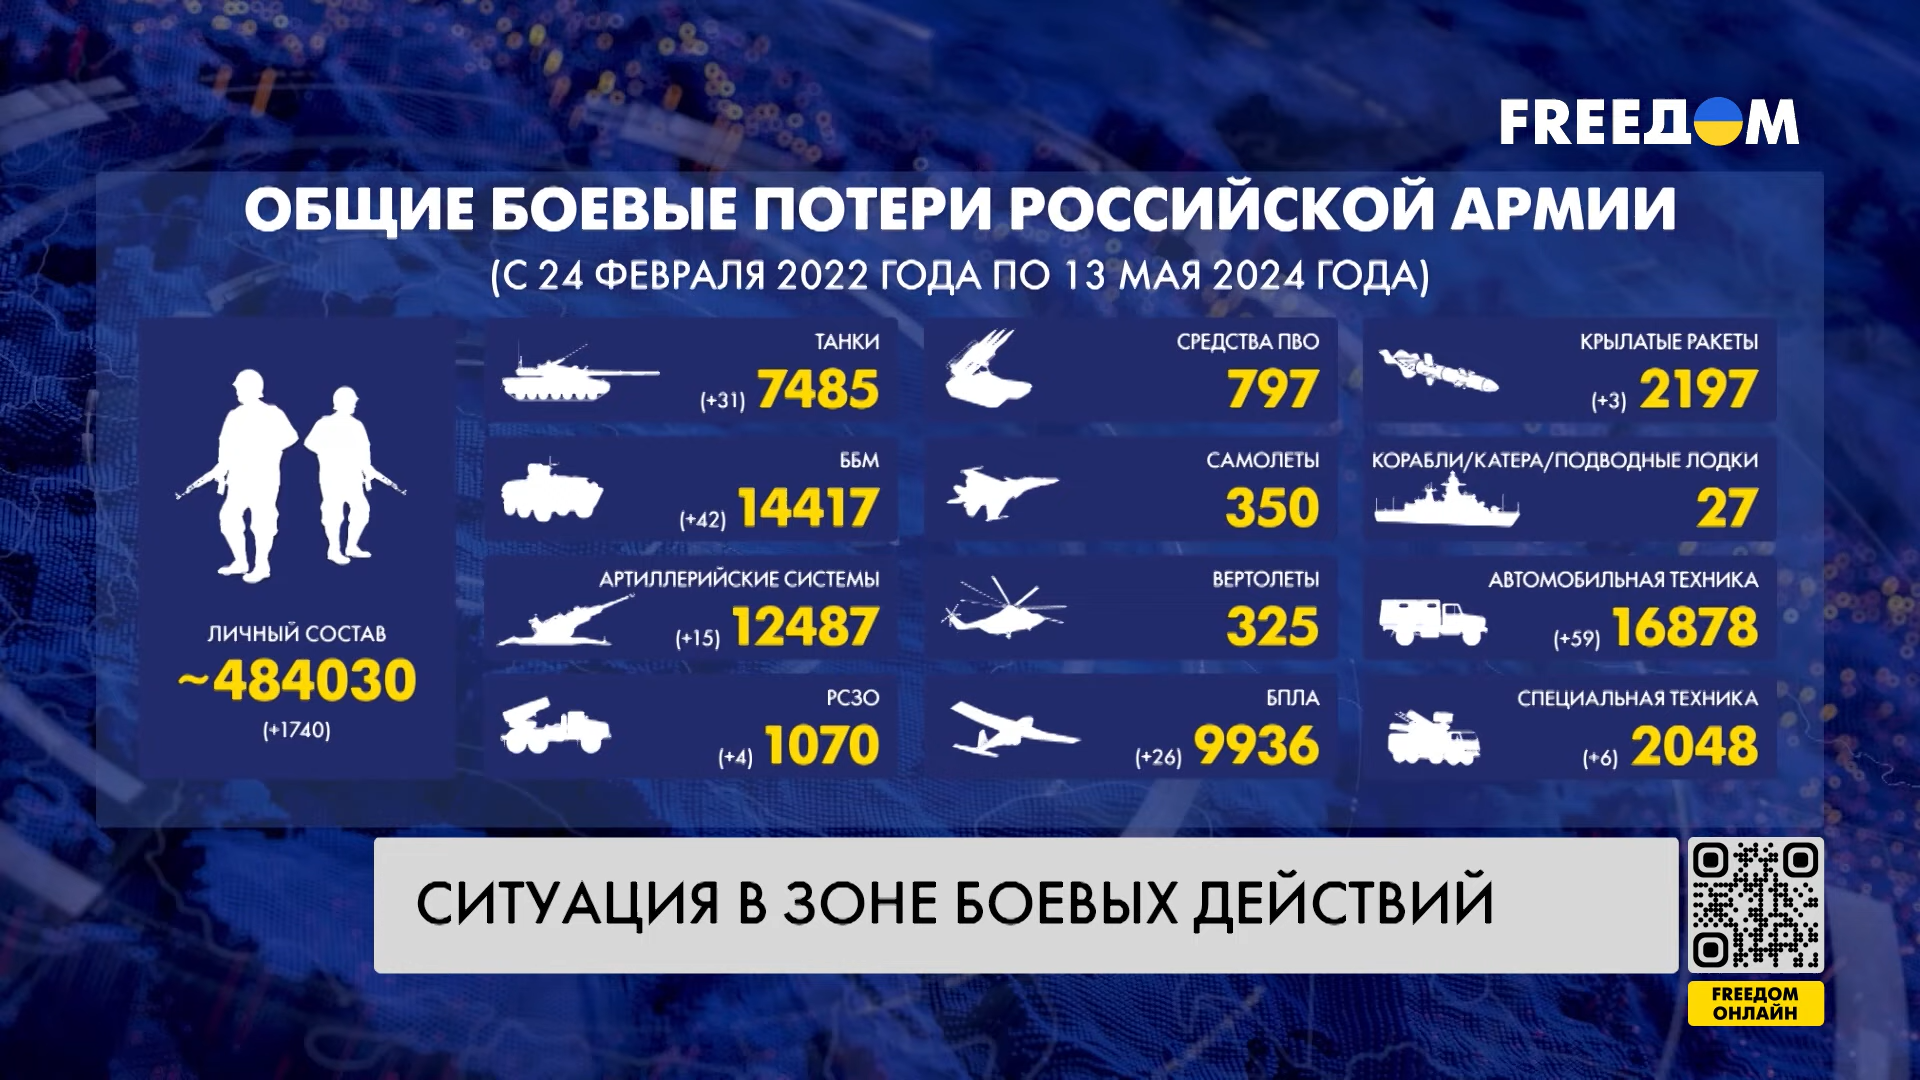 FREEДOM
ОБЩИЕ БОЕВЫЕ ПОТЕРИ РОССИЙСКОЙ АРМИИ
(С 24 ФЕВРАЛЯ 2022 ГОДА ПО 13 МАЯ 2024 ГОДА)
ЛИЧНЫЙ СОСТАВ
~484030
(+1740)
ТАНКИ
(+31) 7485
ББМ
(+42) 14417
АРТИЛЛЕРИЙСКИЕ СИСТЕМЫ
(+15) 12487
РСЗО
(+4) 1070
СРЕДСТВА ПВО
797
САМОЛЕТЫ
350
ВЕРТОЛЕТЫ
325
БПЛА
(+26) 9936
КРЫЛАТЫЕ РАКЕТЫ
(+3) 2197
КОРАБЛИ/КАТЕРА/ПОДВОДНЫЕ ЛОДКИ
27
АВТОМОБИЛЬНАЯ ТЕХНИКА
(+59) 16878
СПЕЦИАЛЬНАЯ ТЕХНИКА
(+6) 2048
СИТУАЦИЯ В ЗОНЕ БОЕВЫХ ДЕЙСТВИЙ
FREEДОМ
ОНЛАЙН